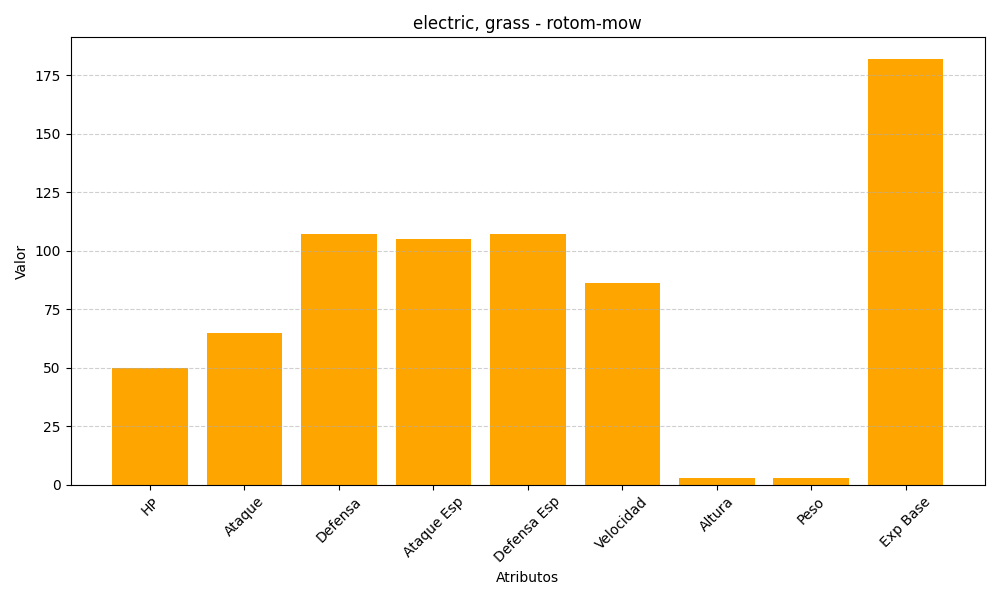 electric, grass - rotom-mow
Valor
175
150
125
100
75
50
25
0
HP
Ataque
Defensa
Ataque Esp
Defensa Esp
Velocidad
Altura
Peso
Exp Base
Atributos